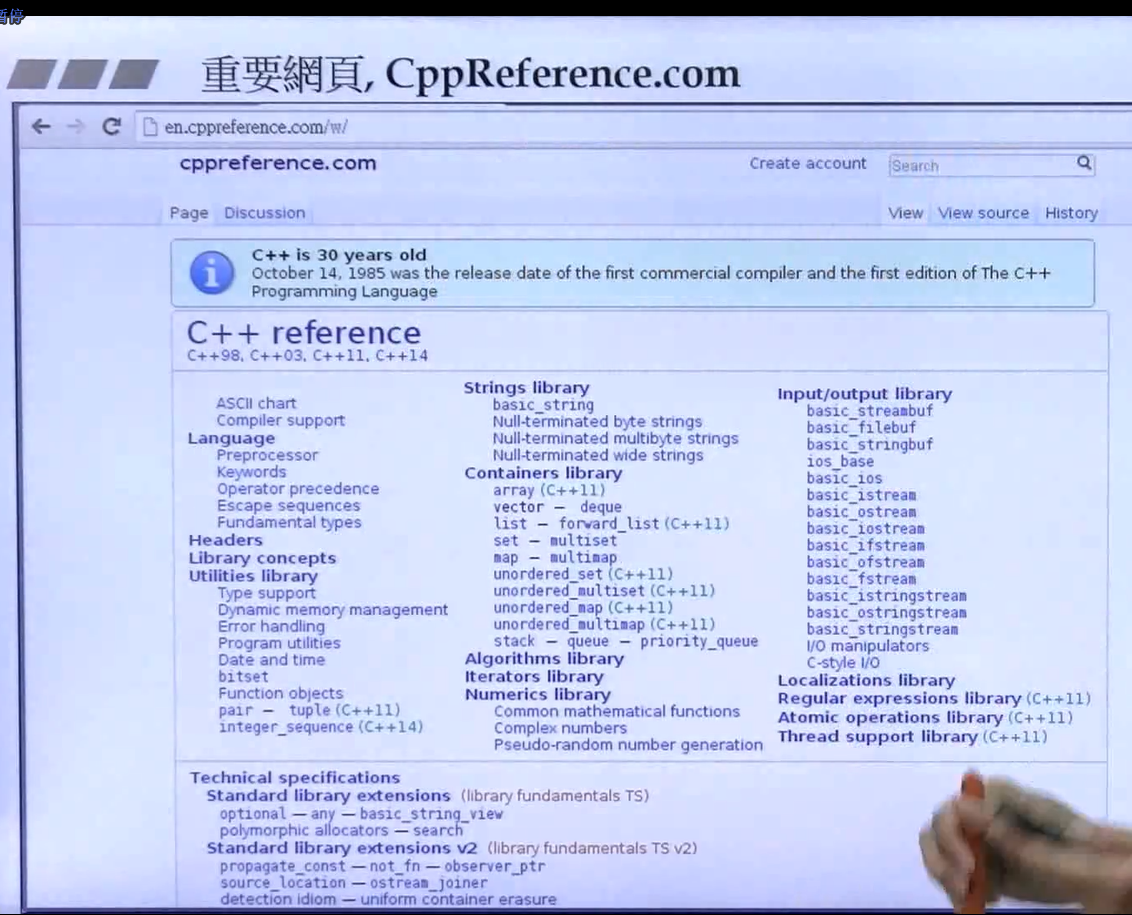 暫停
重要網頁, CppReference.com
en.cppreference.com/w/
cppreference.com
Create account
Search
Page
Discussion
View
View source
History
C++ is 30 years old
October 14, 1985 was the release date of the first commercial compiler and the first edition of The C++
Programming Language
C++ reference
C++98, C++03, C++11, C++14
ASCII chart
Compiler support
Language
Preprocessor
Keywords
Operator precedence
Escape sequences
Fundamental types
Headers
Library concepts
Utilities library
Type support
Dynamic memory management
Error handling
Program utilities
Date and time
bitset
Function objects
pair — tuple (C++11)
integer_sequence (C++14)
Strings library
basic_string
Null-terminated byte strings
Null-terminated multibyte strings
Null-terminated wide strings
Containers library
array (C++11)
vector — deque
list — forward_list (C++11)
set — multiset
map — multimap
unordered_set (C++11)
unordered_multiset (C++11)
unordered_map (C++11)
unordered_multimap (C++11)
stack — queue — priority_queue
Algorithms library
Iterators library
Numerics library
Common mathematical functions
Complex numbers
Pseudo-random number generation
Input/output library
basic_streambuf
basic_filebuf
basic_stringbuf
ios_base
basic_ios
basic_istream
basic_ostream
basic_iostream
basic_ifstream
basic_ofstream
basic_fstream
basic_istringstream
basic_ostringstream
basic_stringstream
I/O manipulators
C-style I/O
Localizations library
Regular expressions library (C++11)
Atomic operations library (C++11)
Thread support library (C++11)
Technical specifications
Standard library extensions (library fundamentals TS)
optional — any — basic_string_view
polymorphic allocators — search
Standard library extensions v2 (library fundamentals TS v2)
propagate_const — not_fn — observer_ptr
source_location — ostream_joiner
detection idiom — uniform container erasure